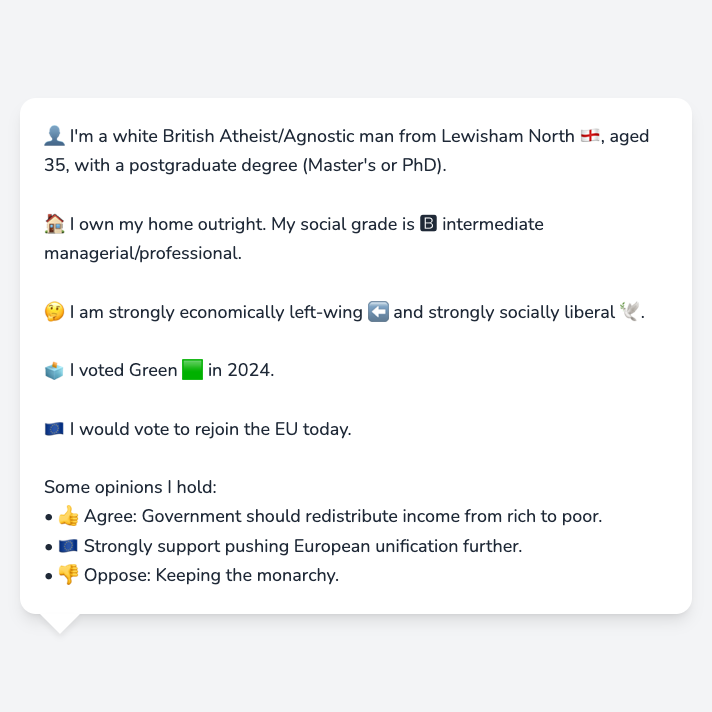 👤 I'm a white British Atheist/Agnostic man from Lewisham North 🏴󠁧󠁢󠁥󠁮󠁧󠁿, aged
35, with a postgraduate degree (Master's or PhD).
🏠 I own my home outright. My social grade is 🅱 intermediate
managerial/professional.
🤔 I am strongly economically left-wing ⬅️ and strongly socially liberal 🕊️.
🗳️ I voted Green 🟩 in 2024.
🇪🇺 I would vote to rejoin the EU today.
Some opinions I hold:
• 👍 Agree: Government should redistribute income from rich to poor.
• 🇪🇺 Strongly support pushing European unification further.
• 👎 Oppose: Keeping the monarchy.